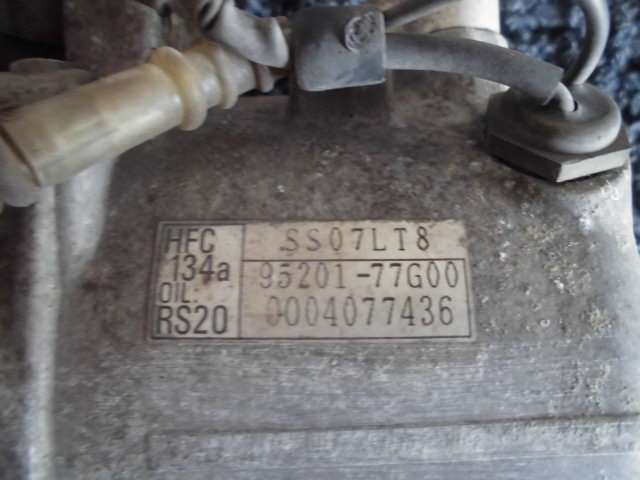 HFC
134a
OIL.
RS20
SS07LT8
95201-77G00
0004077436